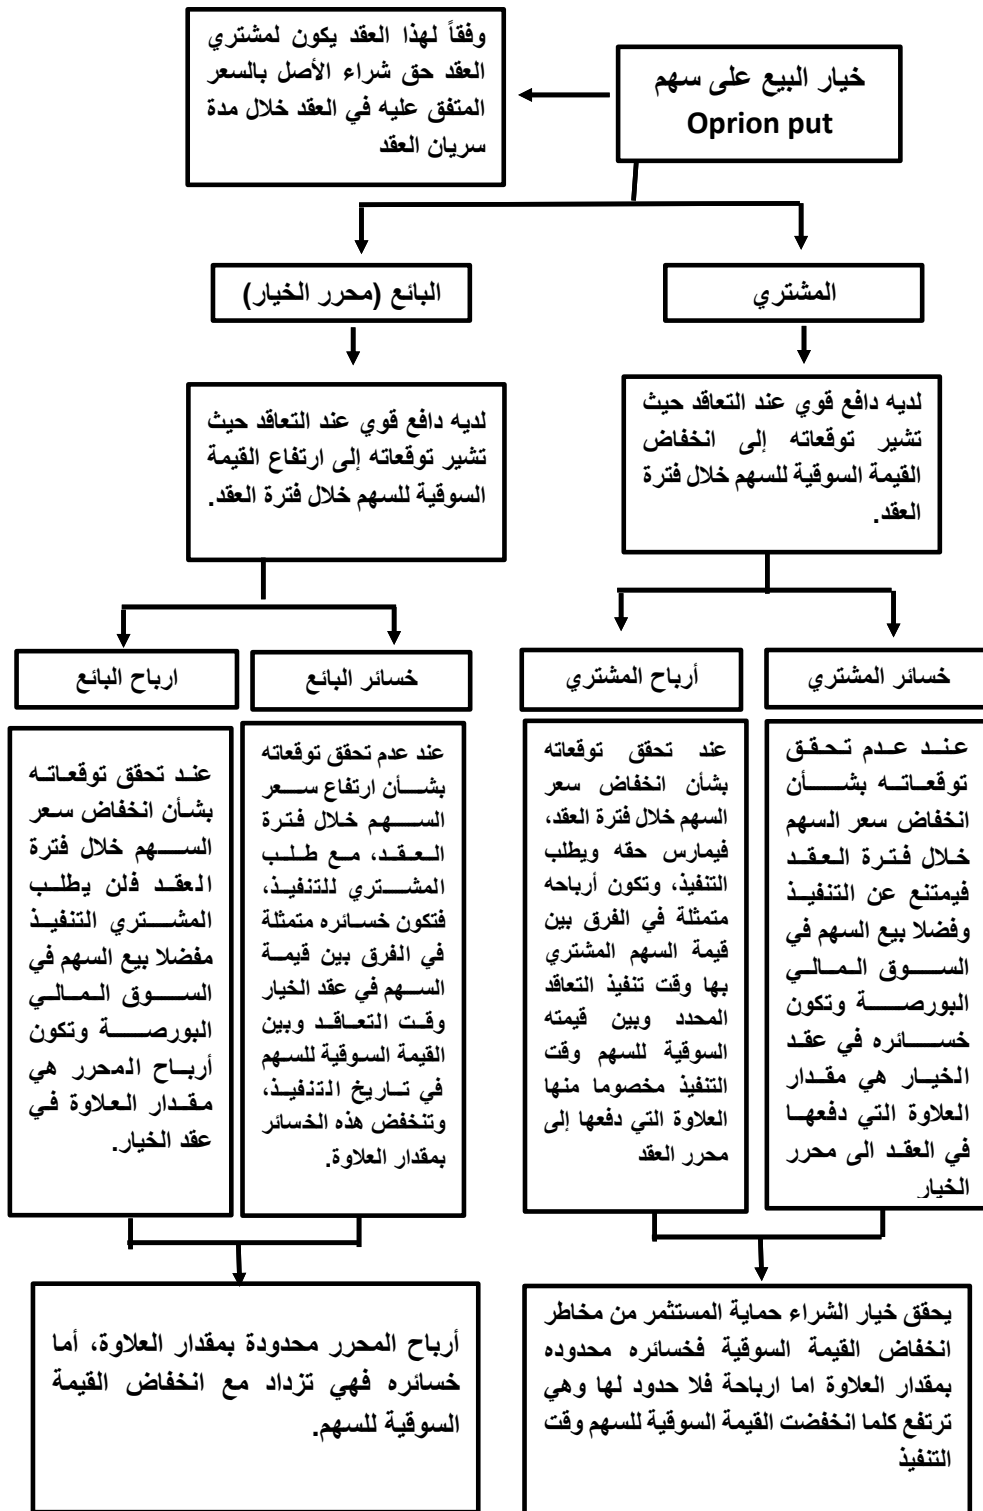 خيار البيع على سهم
Oprion put
وفقاً لهذا العقد يكون لمشتري
العقد حق شراء الأصل بالسعر
المتفق عليه في العقد خلال مدة
سريان العقد
المشتري
البائع (محرر الخيار)
لديه دافع قوي عند التعاقد حيث
تشير توقعاته إلى انخفاض
القيمة السوقية للسهم خلال فترة
العقد.
لديه دافع قوي عند التعاقد حيث
تشير توقعاته إلى ارتفاع القيمة
السوقية للسهم خلال فترة العقد.
خسائر المشتري
أرباح المشتري
خسائر البائع
ارباح البائع
عند عدم تحقق
توقعاته بشأن
انخفاض سعر السهم
خلال فترة العقد
فيمتنع عن التنفيذ
وفضلا بيع السهم في
السوق المالي
البورصة وتكون
خسائره في عقد
الخيار هي مقدار
العلاوة التي دفعها
في العقد الى محرر
الخيار
عند تحقق توقعاته
بشأن انخفاض سعر
السهم خلال فترة العقد،
فيمارس حقه ويطلب
التنفيذ، وتكون أرباحه
متمثلة في الفرق بين
قيمة السهم المشتري
بها وقت تنفيذ التعاقد
المحدد وبين قيمته
السوقية للسهم وقت
التنفيذ مخصوما منها
العلاوة التي دفعها إلى
محرر العقد
عند عدم تحقق توقعاته
بشأن ارتفاع سعر
السهم خلال فترة
العقد، مع طلب
المشتري للتنفيذ،
فتكون خسائره متمثلة
في الفرق بين قيمة
السهم في عقد الخيار
وقت التعاقد وبين
القيمة السوقية للسهم
في تاريخ التنفيذ،
وتنخفض هذه الخسائر
بمقدار العلاوة.
عند تحقق توقعاته
بشأن انخفاض سعر
السهم خلال فترة
العقد فلن يطلب
المشتري التنفيذ
مفضلا بيع السهم في
السوق المالي
البورصة وتكون
أرباح المحرر هي
مقدار العلاوة في
عقد الخيار.
يحقق خيار الشراء حماية المستثمر من مخاطر
انخفاض القيمة السوقية فخسائره محدوده
بمقدار العلاوة اما ارباحة فلا حدود لها وهي
ترتفع كلما انخفضت القيمة السوقية للسهم وقت
التنفيذ
أرباح المحرر محدودة بمقدار العلاوة، أما
خسائره فهي تزداد مع انخفاض القيمة
السوقية للسهم.